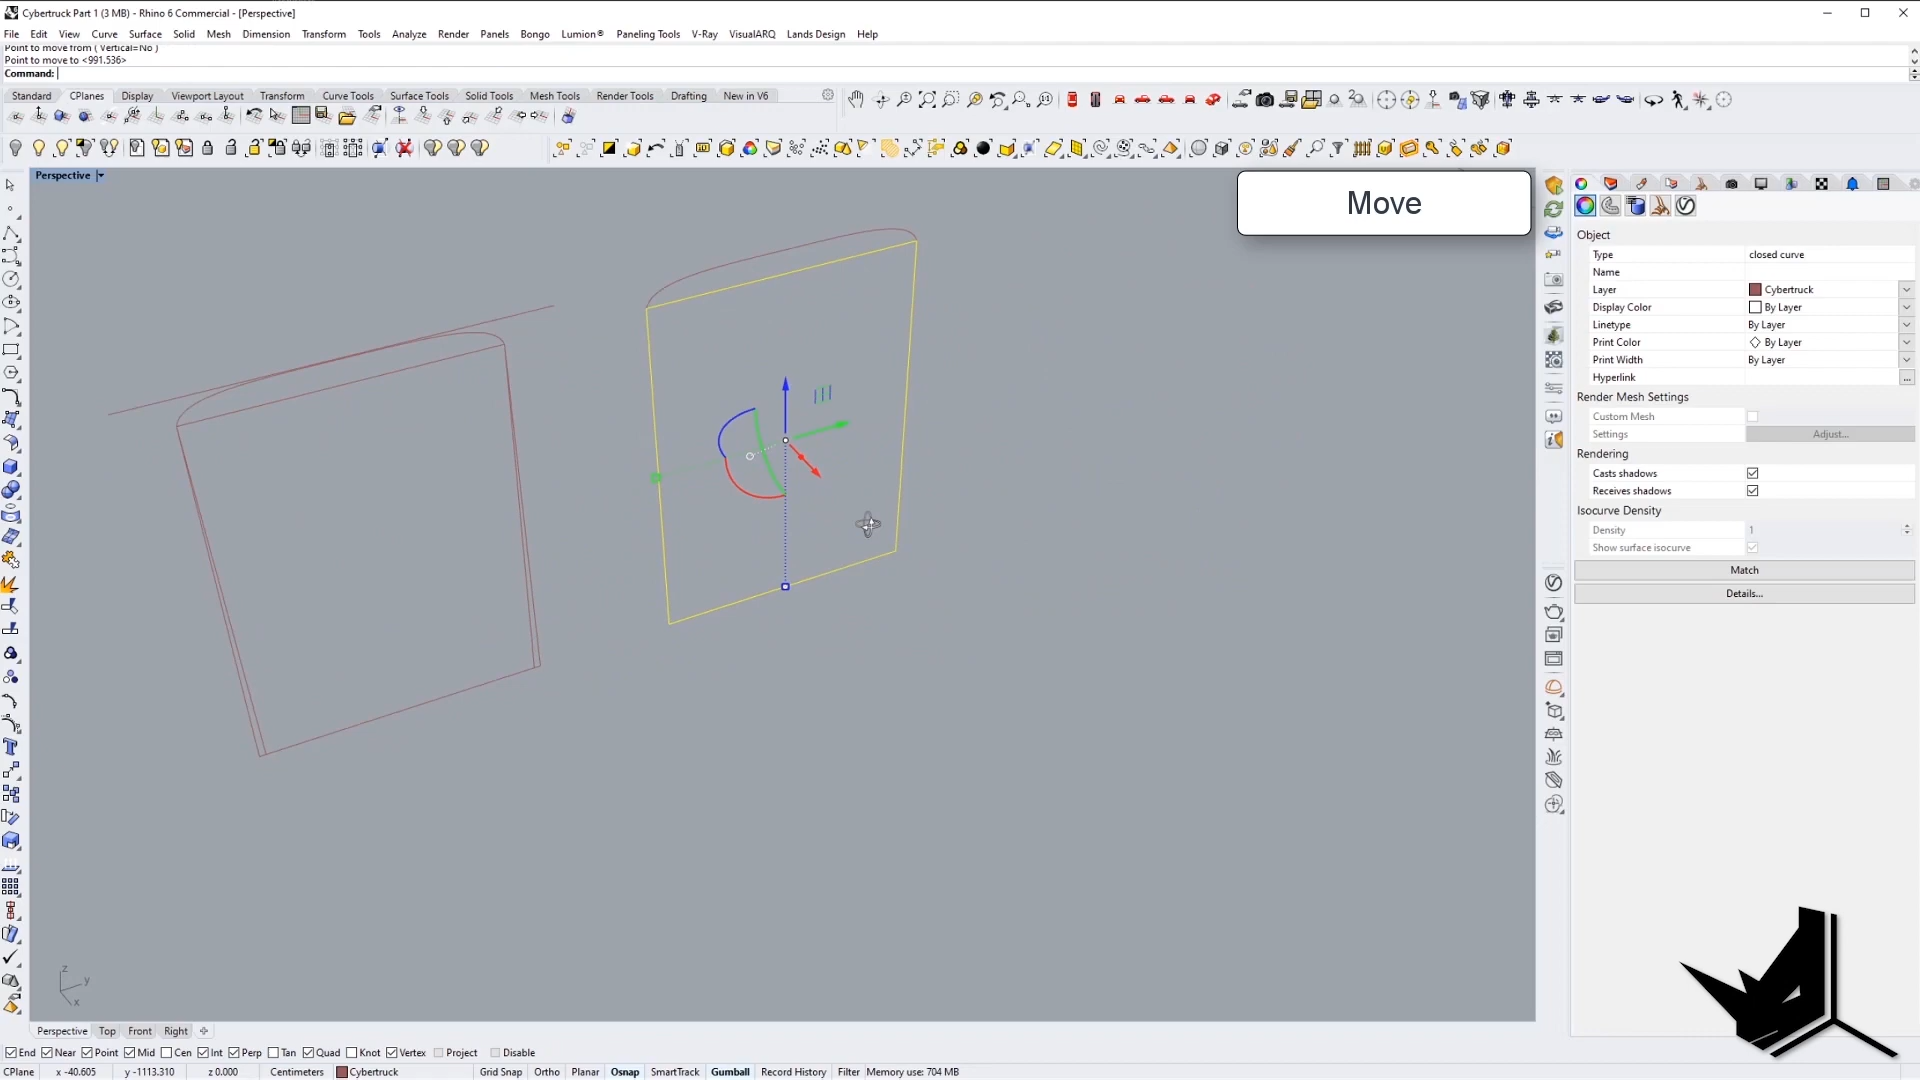 Cybertruck Part 1 (3 MB) - Rhino 6 Commercial - [Perspective]
File Edit View Curve Surface Solid Mesh Dimension Transform Tools Analyze Render Panels Bongo Lumion® Paneling Tools V-Ray VisualARQ Lands Design Help
Point to move from ( Vertical=No )
Point to move to <991.536>
Command:
Standard CPlanes Display Viewport Layout Transform Curve Tools Surface Tools Solid Tools Mesh Tools Render Tools Drafting New in V6
Perspective
Move
Object
Type closed curve
Name
Layer Cybertruck
Display Color By Layer
Linetype By Layer
Print Color By Layer
Print Width By Layer
Hyperlink ...
Render Mesh Settings
Custom Mesh
Settings Adjust...
Rendering
Casts shadows
Receives shadows
Isocurve Density
Density 1
Show surface isocurve
Match
Details...
z
y
x
Perspective Top Front Right
End Near Point Mid Cen Int Perp Tan Quad Knot Vertex Project Disable
CPlane x -40.605 y -1113.310 z 0.000 Centimeters Cybertruck Grid Snap Ortho Planar Osnap SmartTrack Gumball Record History Filter Memory use: 704 MB